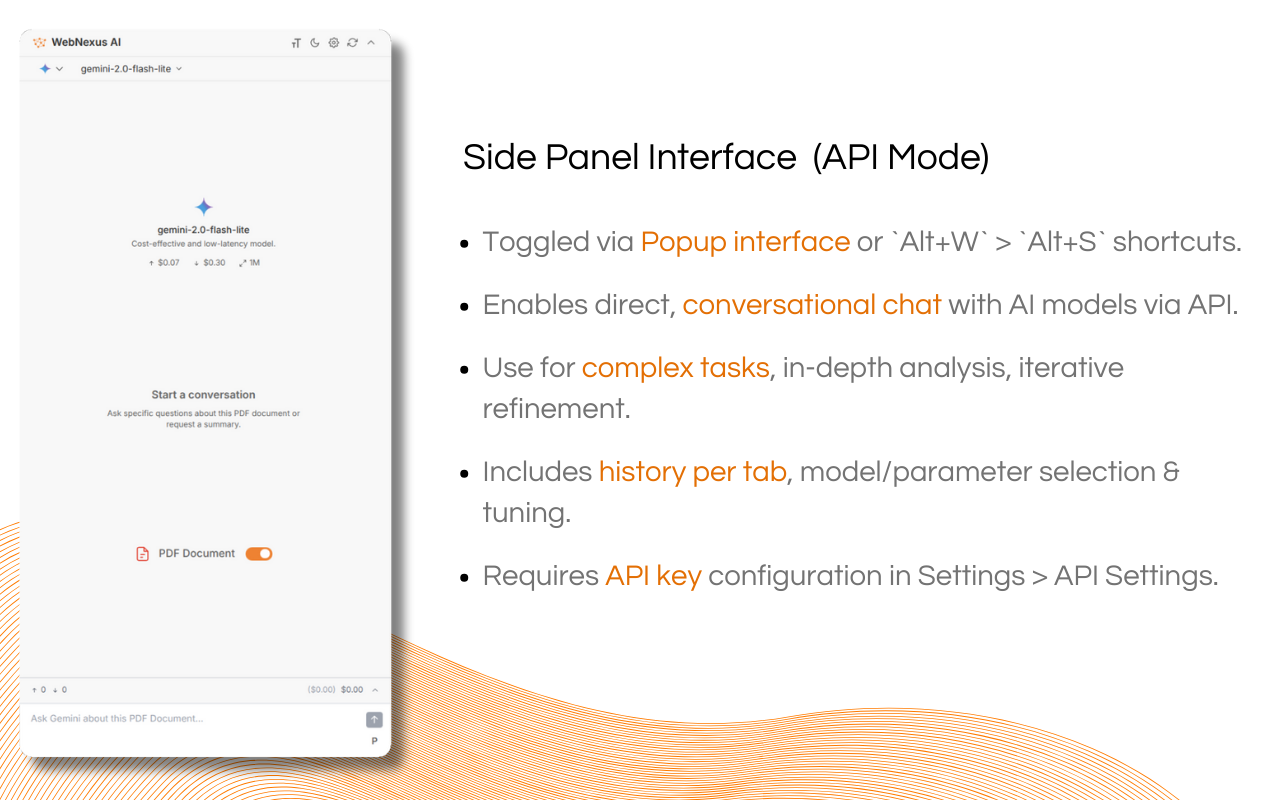 WebNexus AI
gemini-2.0-flash-lite
gemini-2.0-flash-lite
Cost-effective and low-latency model.
↑ $0.07 ↓ $0.30 ⤢ 1M
Start a conversation
Ask specific questions about this PDF document or
request a summary.
PDF Document
↑ 0 ↓ 0 ($0.00) $0.00
Ask Gemini about this PDF Document...
P
Side Panel Interface (API Mode)
• Toggled via Popup interface or `Alt+W` > `Alt+S` shortcuts.
• Enables direct, conversational chat with AI models via API.
• Use for complex tasks, in-depth analysis, iterative
refinement.
• Includes history per tab, model/parameter selection &
tuning.
• Requires API key configuration in Settings > API Settings.